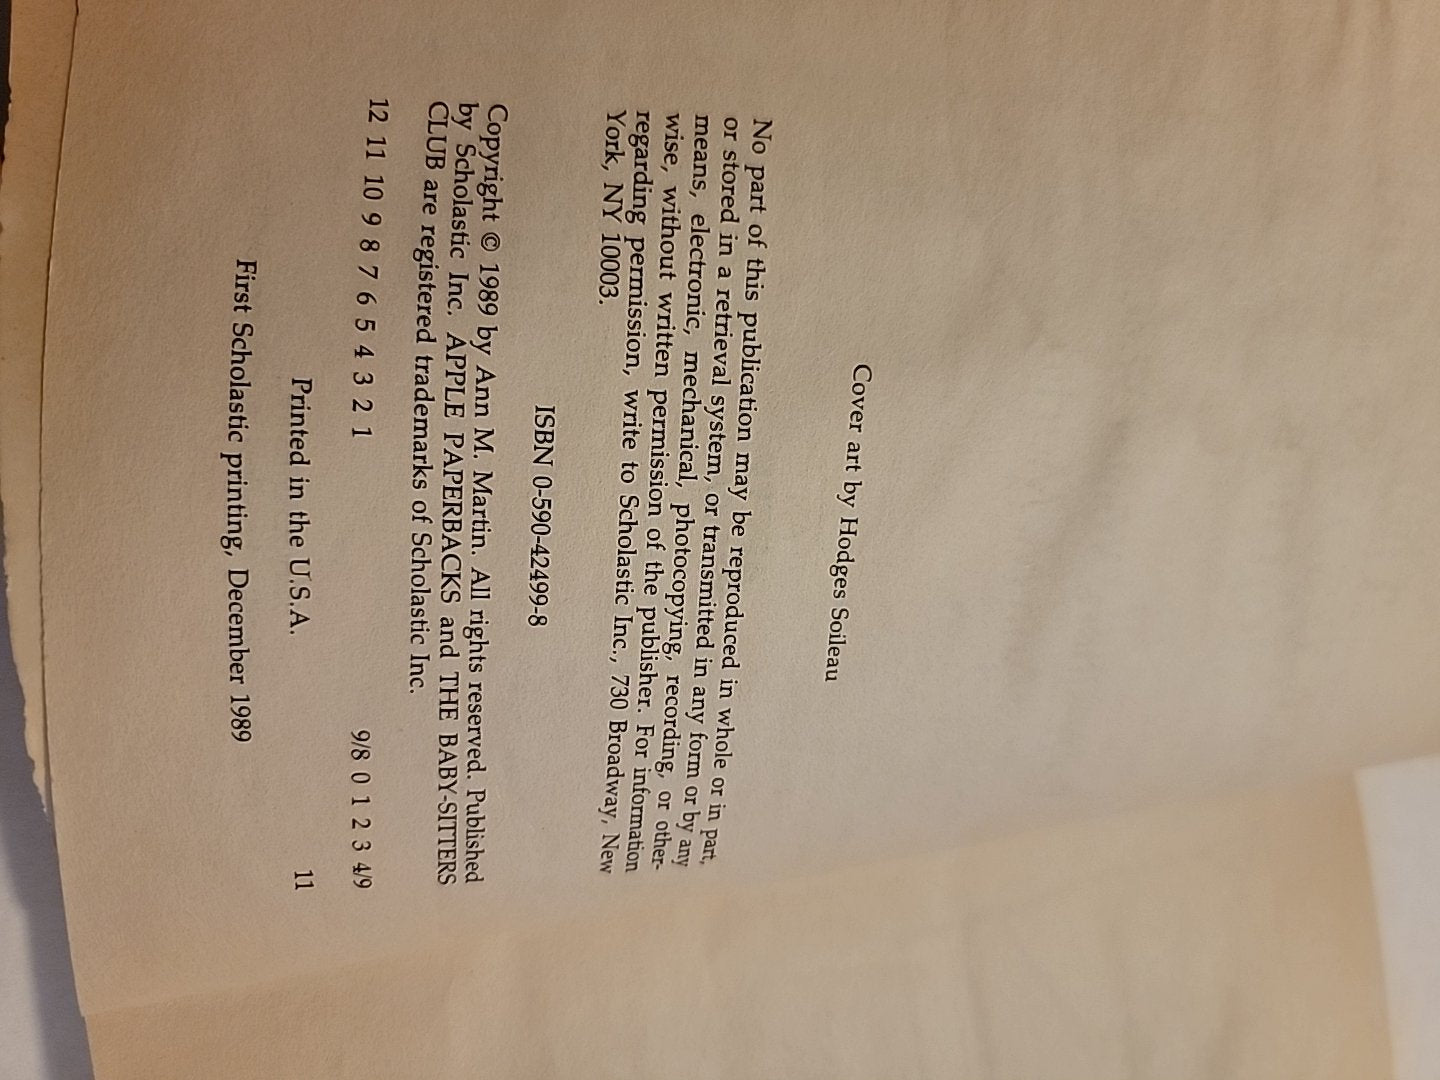 Cover art by Hodges Soileau
No part of this publication may be reproduced in whole or in part,
or stored in a retrieval system, or transmitted in any form or by any
means, electronic, mechanical, photocopying, recording, or other-
wise, without written permission of the publisher. For information
regarding permission, write to Scholastic Inc., 730 Broadway, New
York, NY 10003.
ISBN 0-590-42499-8
Copyright © 1989 by Ann M. Martin. All rights reserved. Published
by Scholastic Inc. APPLE PAPERBACKS and THE BABY-SITTERS
CLUB are registered trademarks of Scholastic Inc.
12 11 10 9 8 7 6 5 4 3 2 1 9/8 0 1 2 3 4/9
Printed in the U.S.A. 11
First Scholastic printing, December 1989